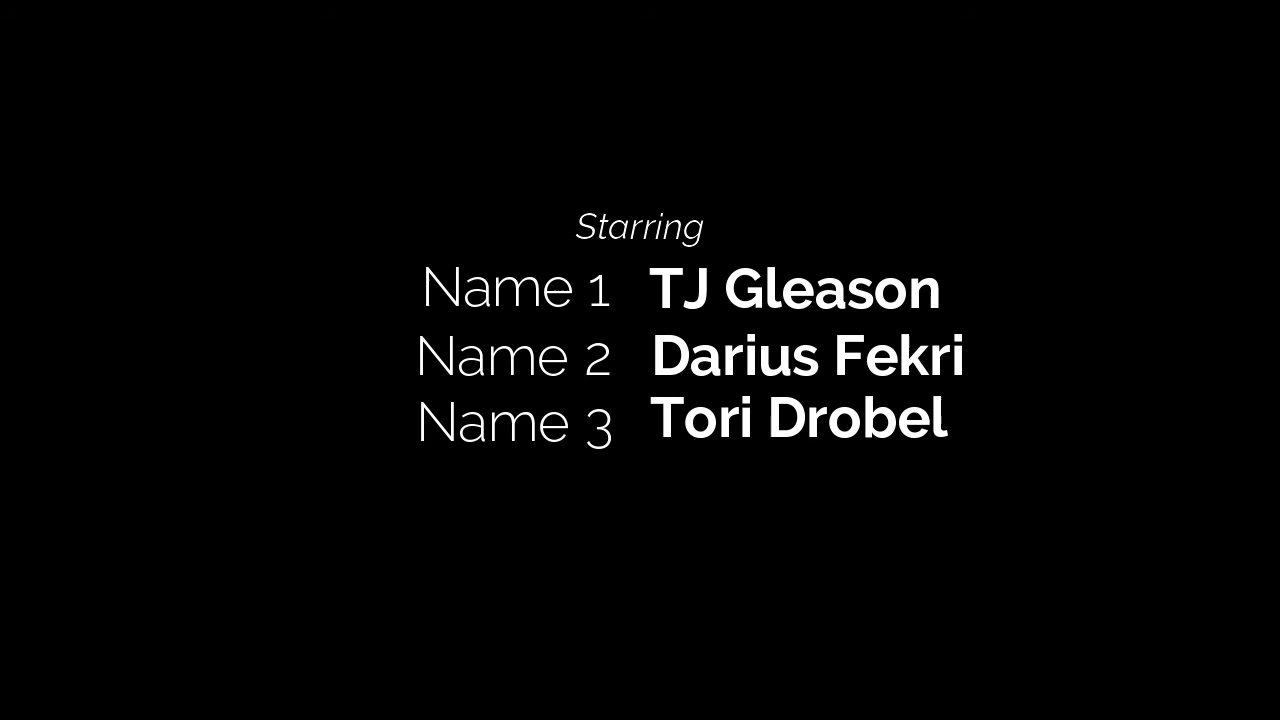 Starring
Name 1 TJ Gleason
Name 2 Darius Fekri
Name 3 Tori Drobel